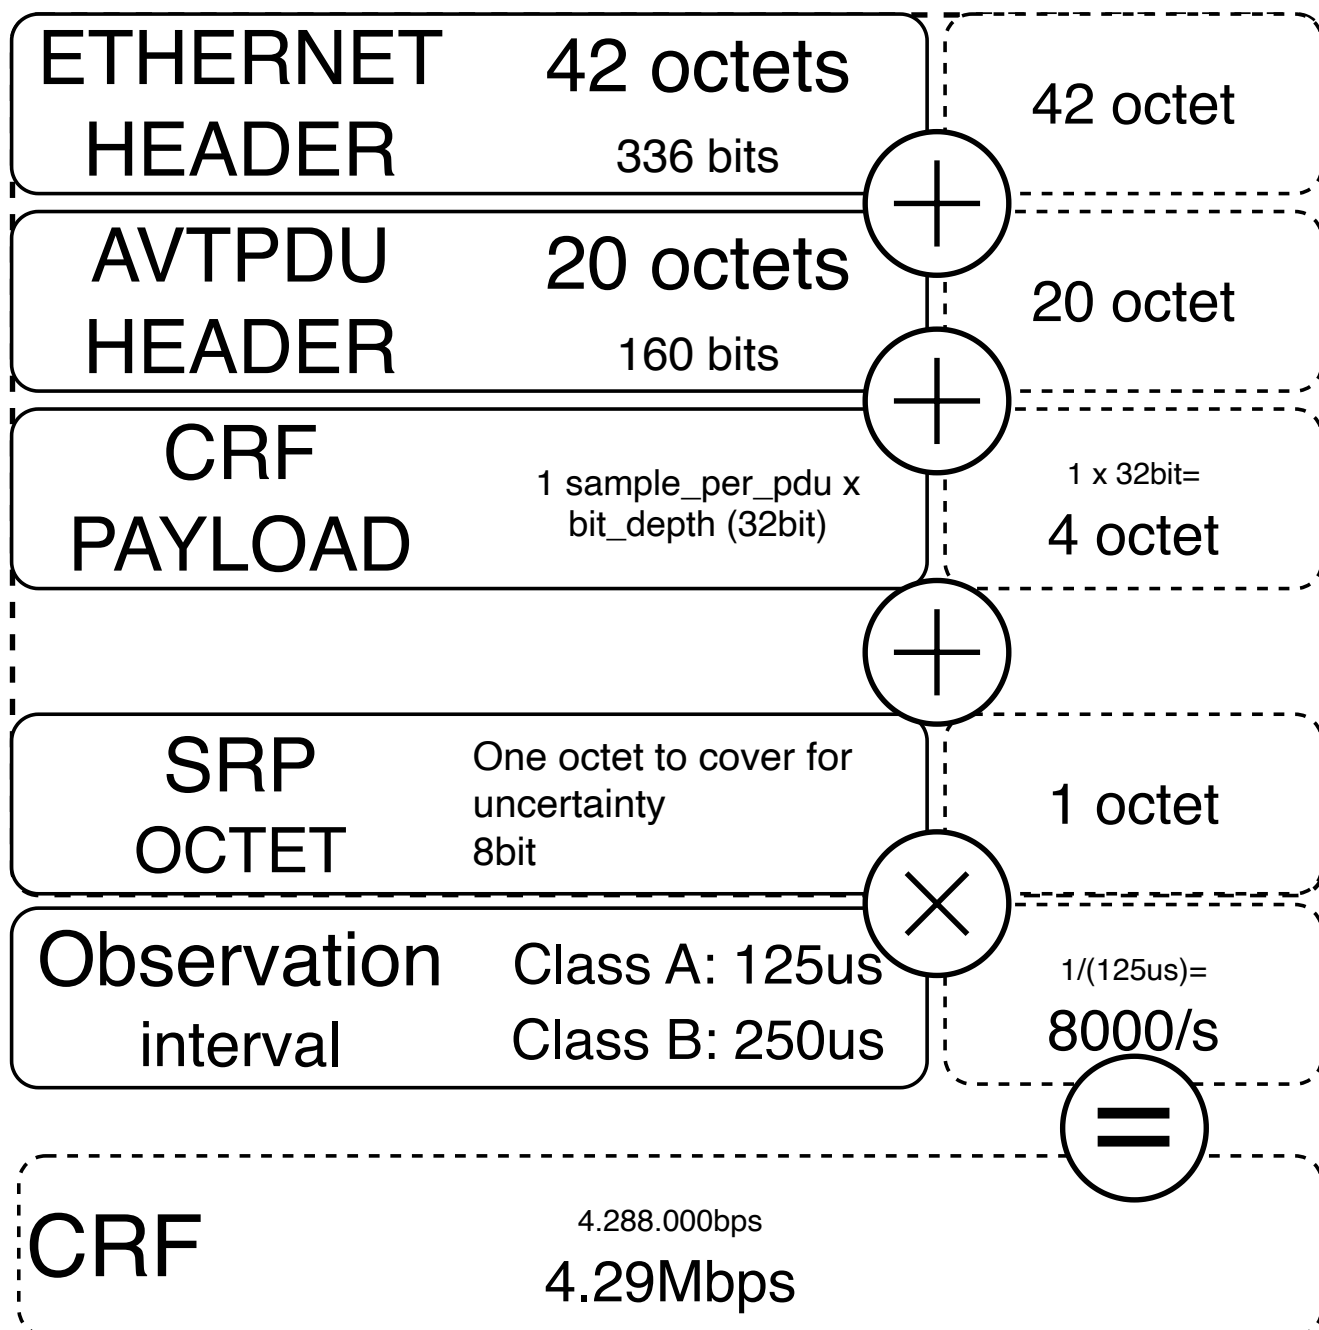 ETHERNET
HEADER
42 octets
336 bits
42 octet
AVTPDU
HEADER
20 octets
160 bits
20 octet
CRF
PAYLOAD
1 sample_per_pdu x
bit_depth (32bit)
1 x 32bit=
4 octet
SRP
OCTET
One octet to cover for
uncertainty
8bit
1 octet
Observation
interval
Class A: 125us
Class B: 250us
1/(125us)=
8000/s
=
CRF
4.288.000bps
4.29Mbps